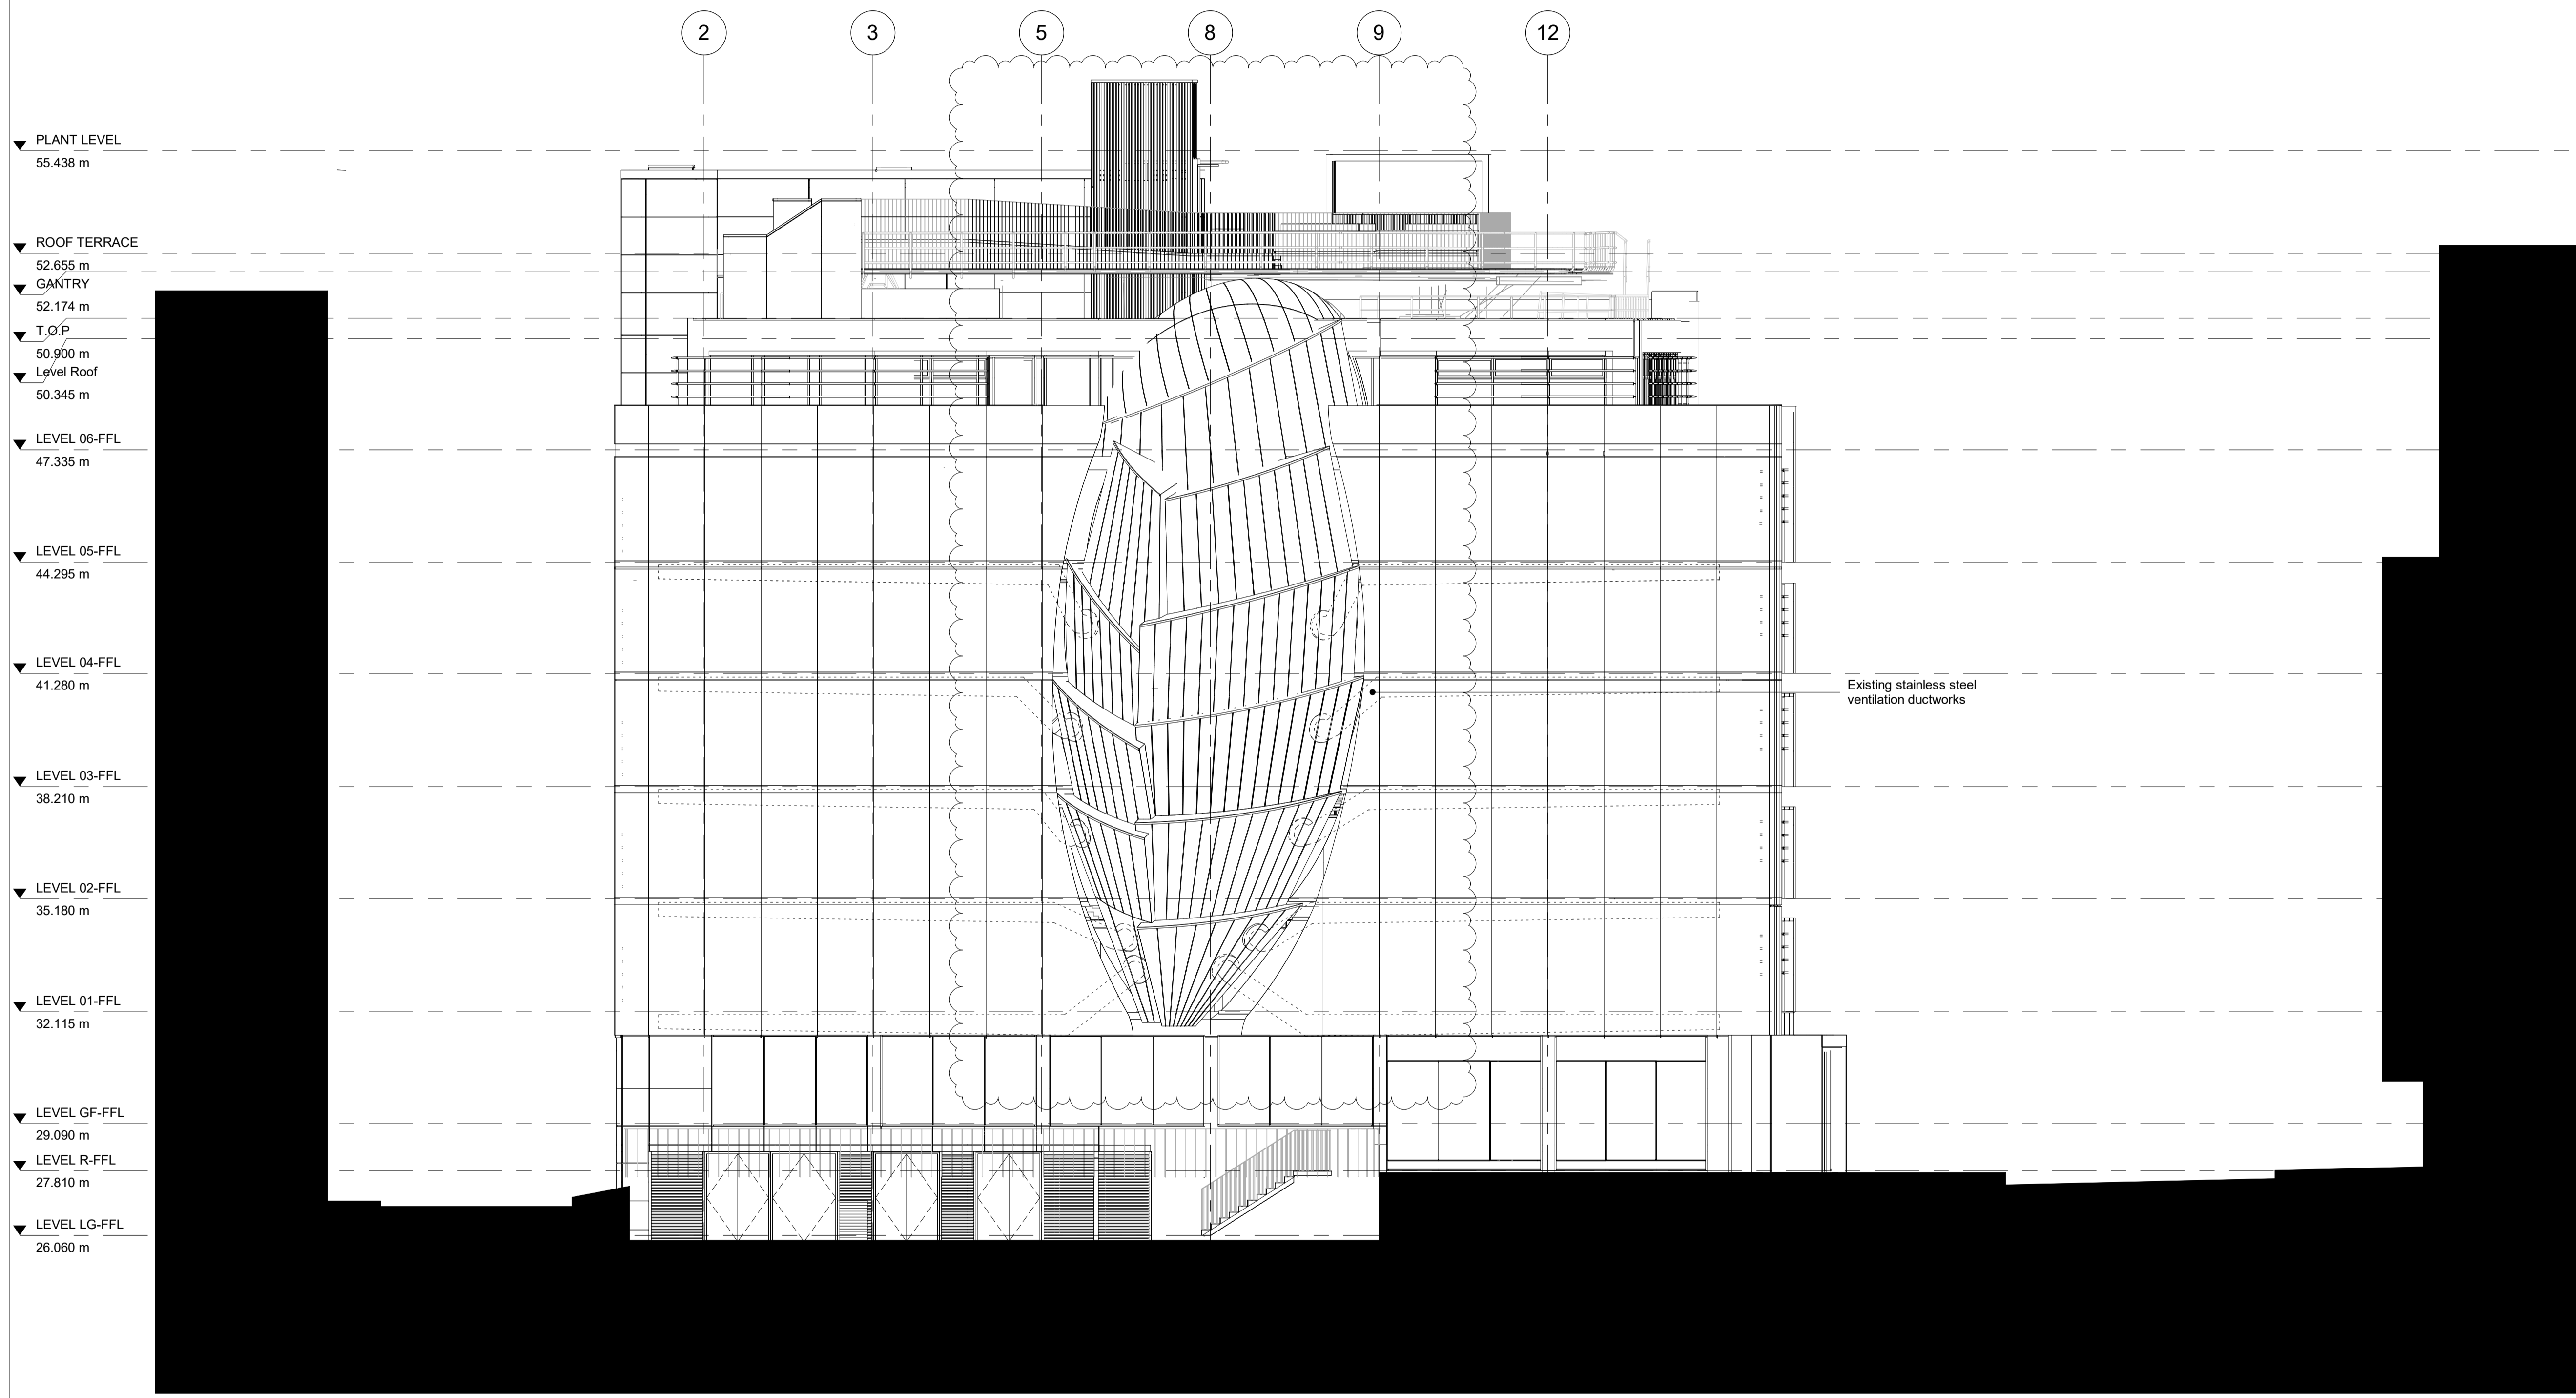 2
3
5
8
9
12
PLANT LEVEL
55.438 m
ROOF TERRACE
52.655 m
GANTRY
52.174 m
T.O.P
50.900 m
Level Roof
50.345 m
LEVEL 06-FFL
47.335 m
LEVEL 05-FFL
44.295 m
LEVEL 04-FFL
41.280 m
Existing stainless steel
ventilation ductworks
LEVEL 03-FFL
38.210 m
LEVEL 02-FFL
35.180 m
LEVEL 01-FFL
32.115 m
LEVEL GF-FFL
29.090 m
LEVEL R-FFL
27.810 m
LEVEL LG-FFL
26.060 m